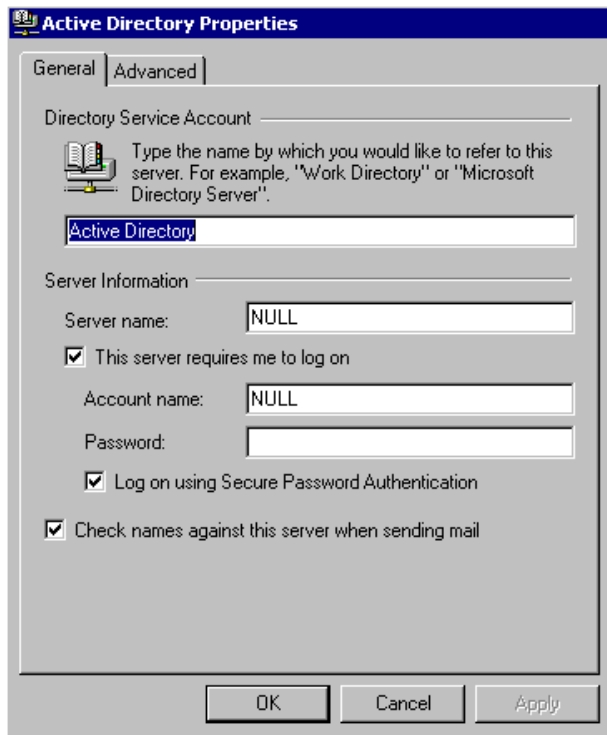 Active Directory Properties
General Advanced
Directory Service Account
Type the name by which you would like to refer to this
server. For example, "Work Directory" or "Microsoft
Directory Server".
Active Directory
Server Information
Server name: NULL
This server requires me to log on
Account name: NULL
Password:
Log on using Secure Password Authentication
Check names against this server when sending mail
OK Cancel Apply